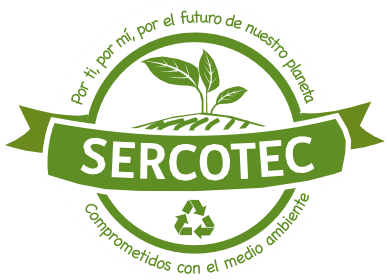 Por ti, por mí, por el futuro de nuestro planeta
SERCOTEC
Comprometidos con el medio ambiente